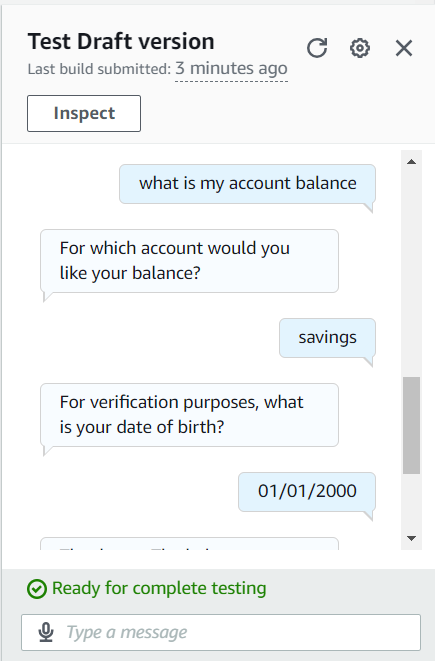 Test Draft version
Last build submitted: 3 minutes ago
Inspect
what is my account balance
For which account would you
like your balance?
savings
For verification purposes, what
is your date of birth?
01/01/2000
Ready for complete testing
Type a message